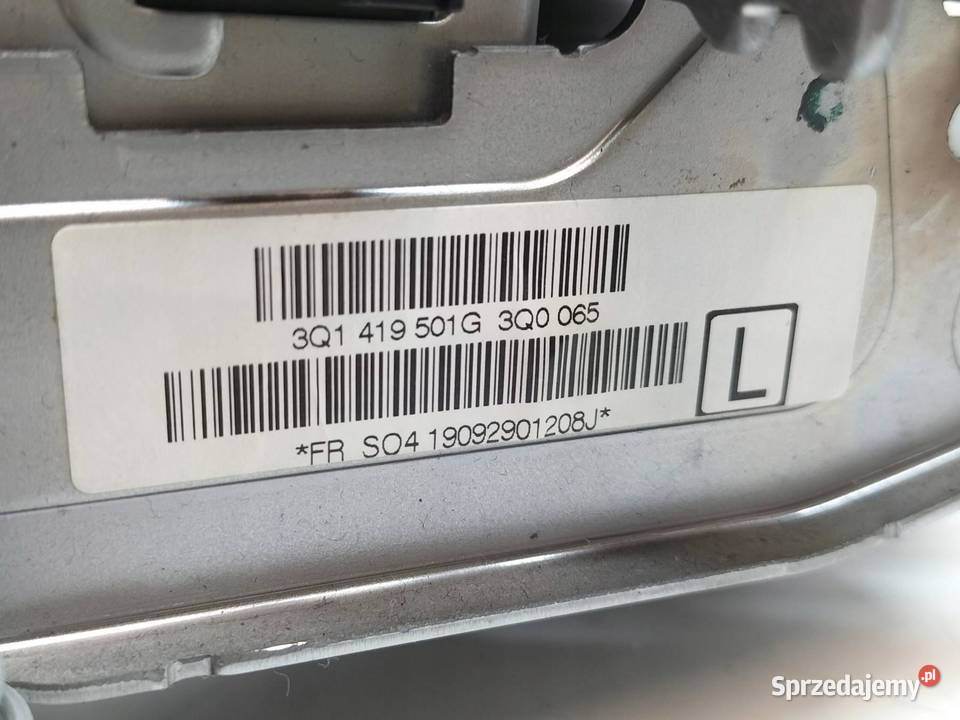 3Q1 419 501G 3Q0 065
L
*FR SO4 19092901208J*
Sprzedajemy.pl